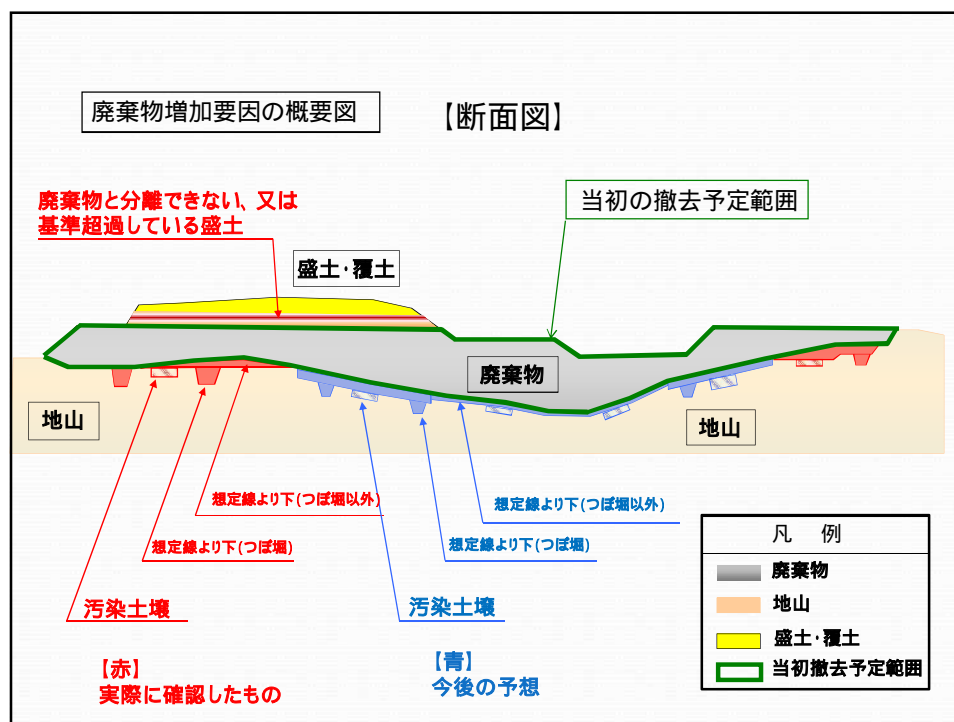 廃棄物増加要因の概要図
【断面図】
廃棄物と分離できない、又は
基準超過している盛土
当初の撤去予定範囲
盛土・覆土
廃棄物
地山
地山
想定線より下(つぼ堀以外)
想定線より下(つぼ堀以外)
想定線より下(つぼ堀)
想定線より下(つぼ堀)
汚染土壌
汚染土壌
【赤】
実際に確認したもの
【青】
今後の予想
凡 例
廃棄物
地山
盛土・覆土
当初撤去予定範囲